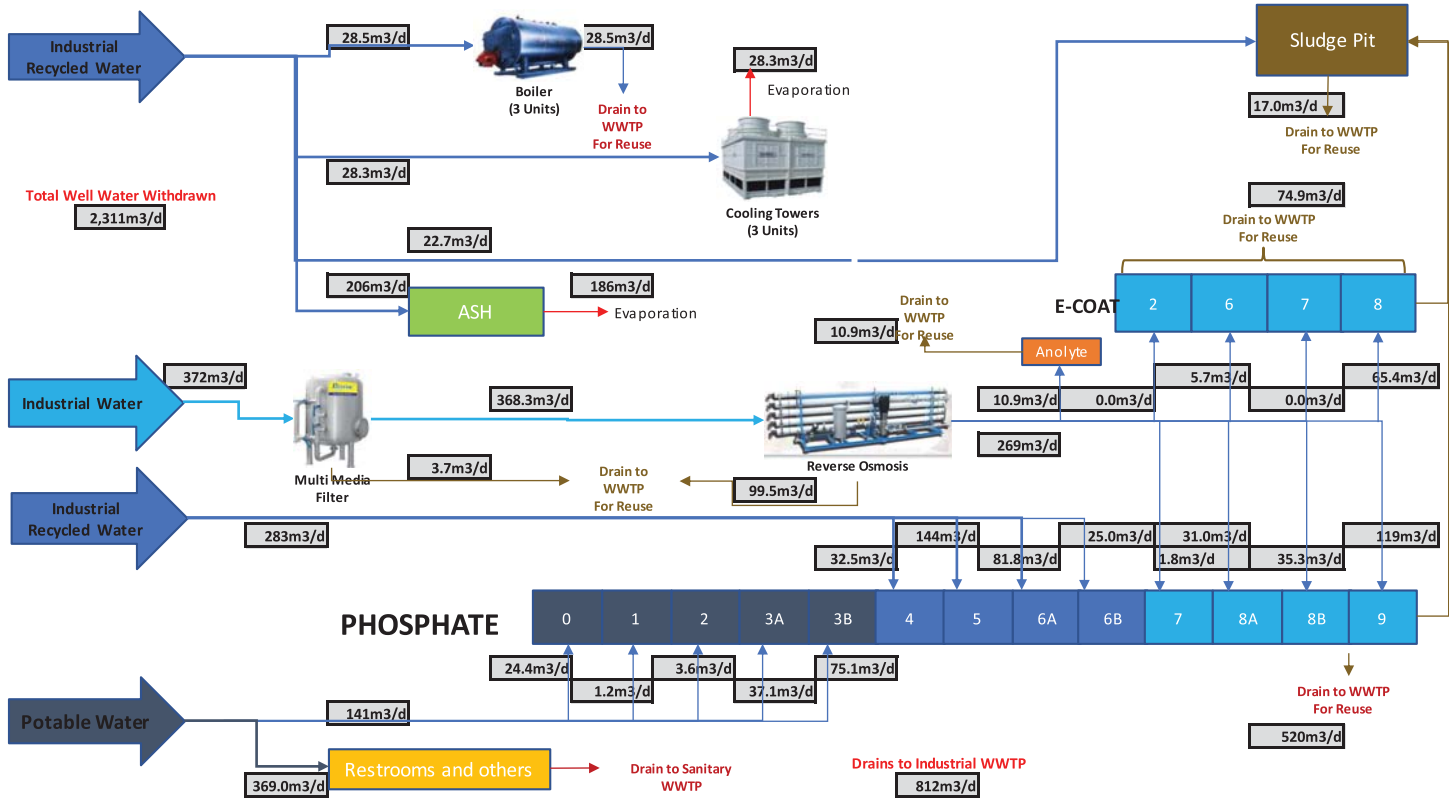 Industrial
Recycled Water
28.5m3/d
Boiler
(3 Units)
28.5m3/d
Drain to
WWTP
For Reuse
28.3m3/d
Evaporation
28.3m3/d
Cooling Towers
(3 Units)
Sludge Pit
17.0m3/d
Drain to WWTP
For Reuse
Total Well Water Withdrawn
2,311m3/d
22.7m3/d
74.9m3/d
Drain to WWTP
For Reuse
206m3/d
ASH
186m3/d
Evaporation
E-COAT
2
6
7
8
Drain to
WWTP
For Reuse
10.9m3/d
Anolyte
Industrial Water
372m3/d
Multi Media
Filter
368.3m3/d
Reverse Osmosis
10.9m3/d
0.0m3/d
5.7m3/d
0.0m3/d
65.4m3/d
269m3/d
3.7m3/d
Drain to
WWTP
For Reuse
99.5m3/d
Industrial
Recycled Water
283m3/d
32.5m3/d
144m3/d
81.8m3/d
25.0m3/d
1.8m3/d
31.0m3/d
35.3m3/d
119m3/d
PHOSPHATE
0
1
2
3A
3B
4
5
6A
6B
7
8A
8B
9
24.4m3/d
1.2m3/d
3.6m3/d
37.1m3/d
75.1m3/d
Drain to WWTP
For Reuse
520m3/d
Potable Water
141m3/d
369.0m3/d
Restrooms and others
Drain to Sanitary
WWTP
Drains to Industrial WWTP
812m3/d